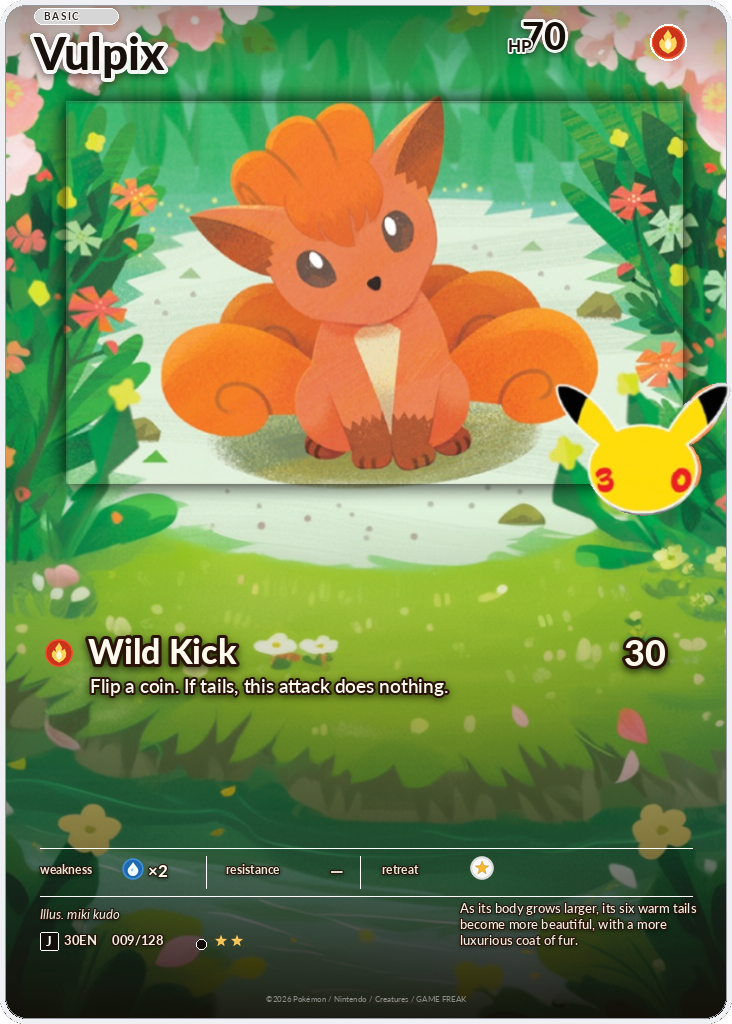 BASIC
Vulpix
HP70
30
Wild Kick
30
Flip a coin. If tails, this attack does nothing.
weakness ×2 resistance — retreat
Illus. miki kudo
J 30EN 009/128
As its body grows larger, its six warm tails
become more beautiful, with a more
luxurious coat of fur.
©2026 Pokémon / Nintendo / Creatures / GAME FREAK